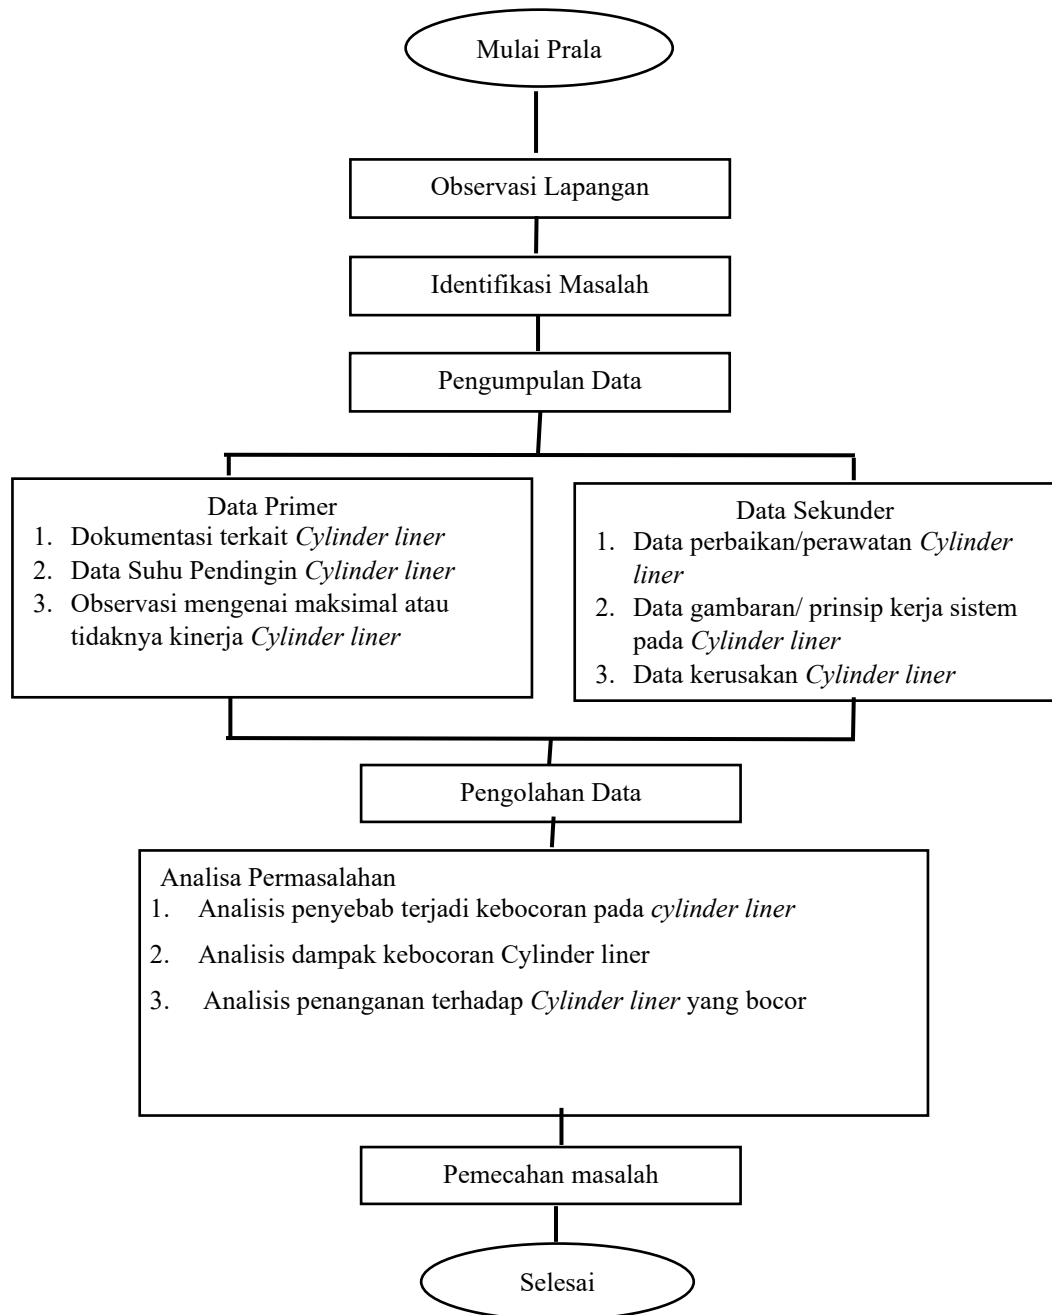 Mulai Prala
Observasi Lapangan
Identifikasi Masalah
Pengumpulan Data
Data Primer
1. Dokumentasi terkait Cylinder liner
2. Data Suhu Pendingin Cylinder liner
3. Observasi mengenai maksimal atau
tidaknya kinerja Cylinder liner
Data Sekunder
1. Data perbaikan/perawatan Cylinder
liner
2. Data gambaran/ prinsip kerja sistem
pada Cylinder liner
3. Data kerusakan Cylinder liner
Pengolahan Data
Analisa Permasalahan
1. Analisis penyebab terjadi kebocoran pada cylinder liner
2. Analisis dampak kebocoran Cylinder liner
3. Analisis penanganan terhadap Cylinder liner yang bocor
Pemecahan masalah
Selesai